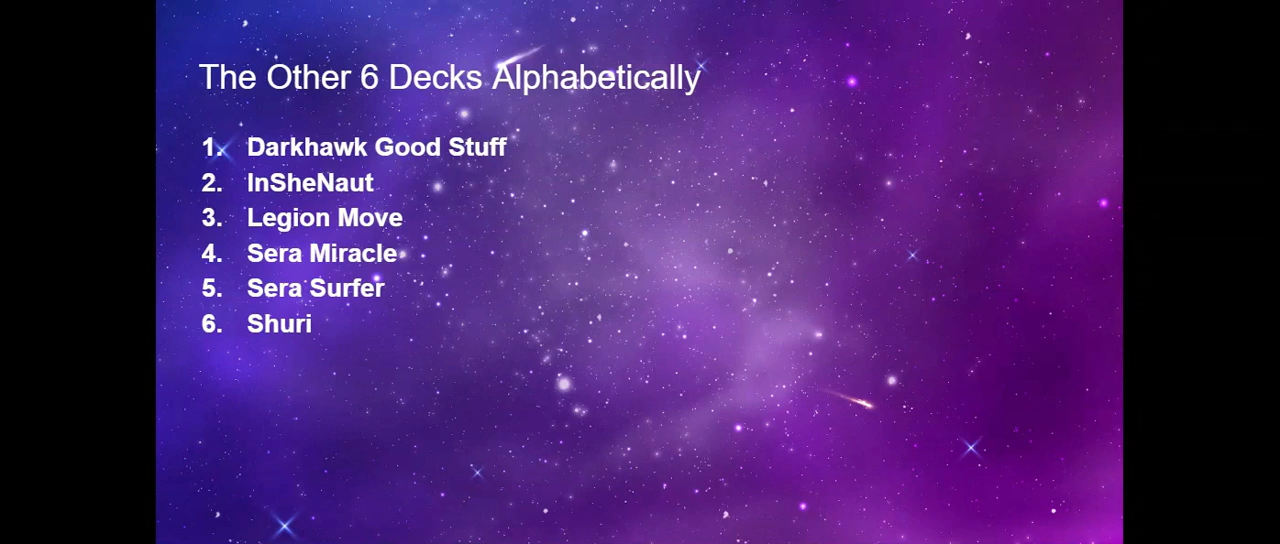 The Other 6 Decks Alphabetically
1. Darkhawk Good Stuff
2. InSheNaut
3. Legion Move
4. Sera Miracle
5. Sera Surfer
6. Shuri